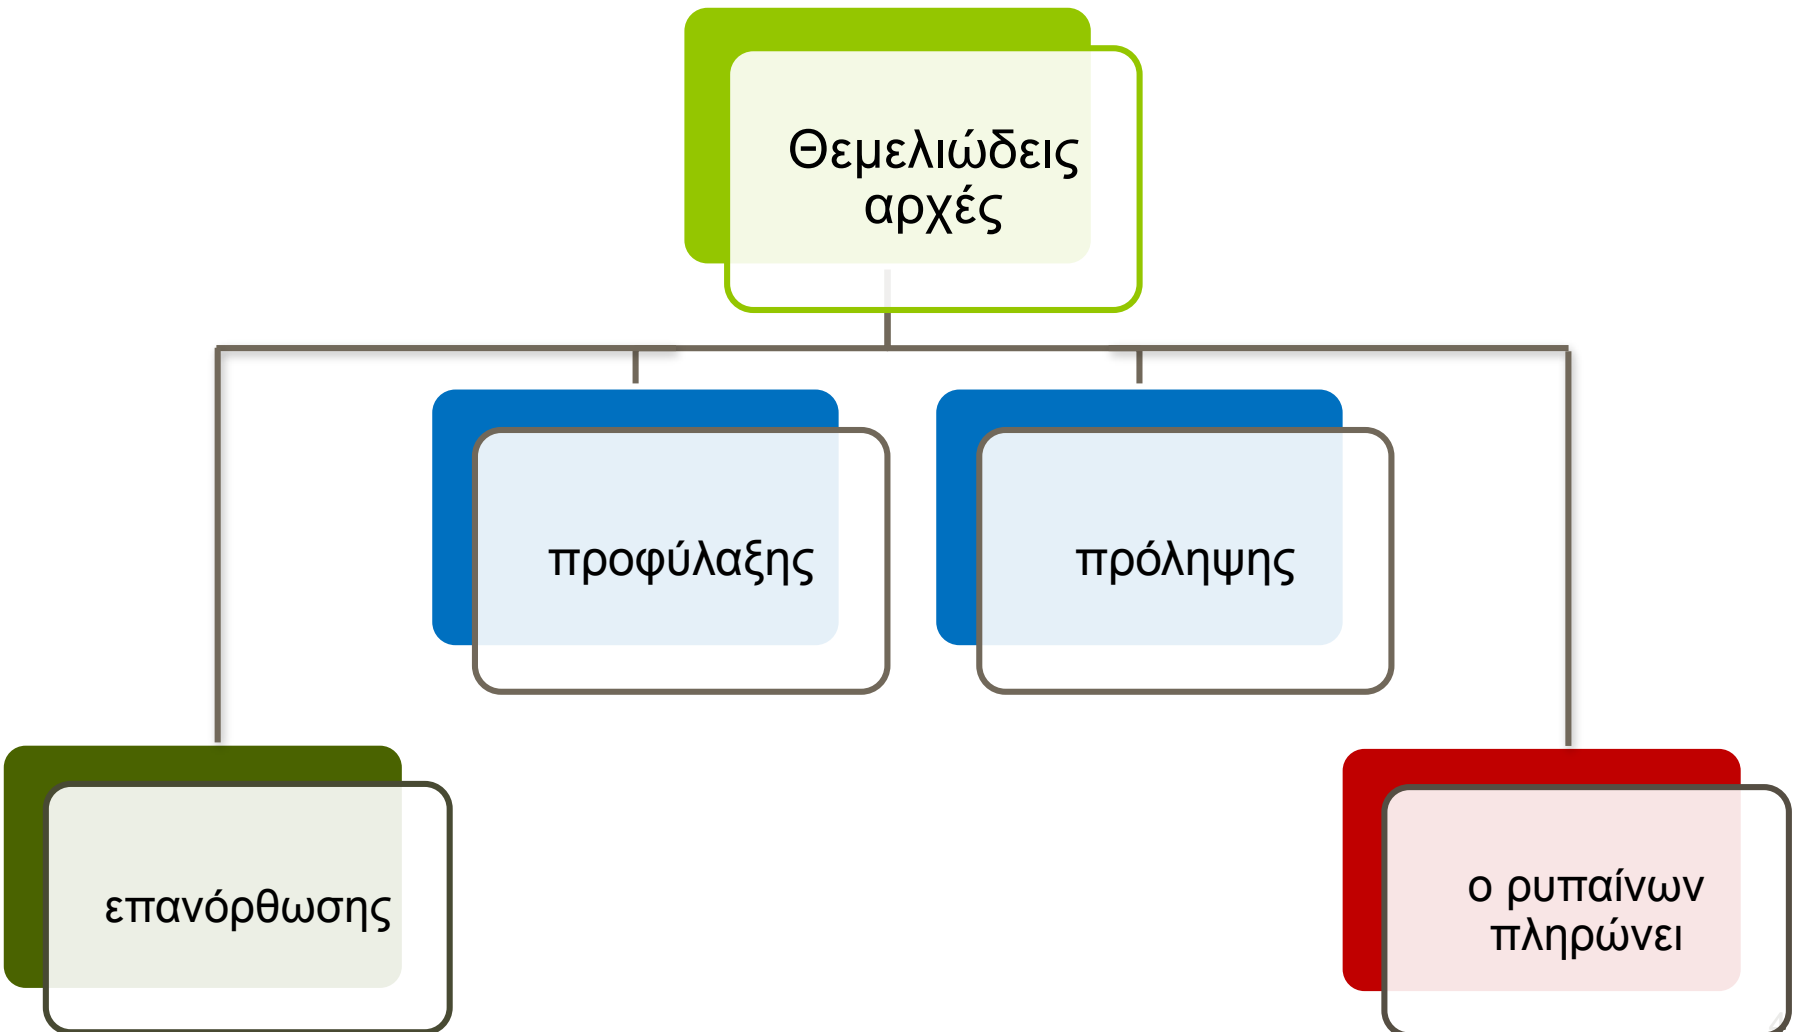 Θεμελιώδεις
αρχές
προφύλαξης
πρόληψης
επανόρθωσης
ο ρυπαίνων
πληρώνει